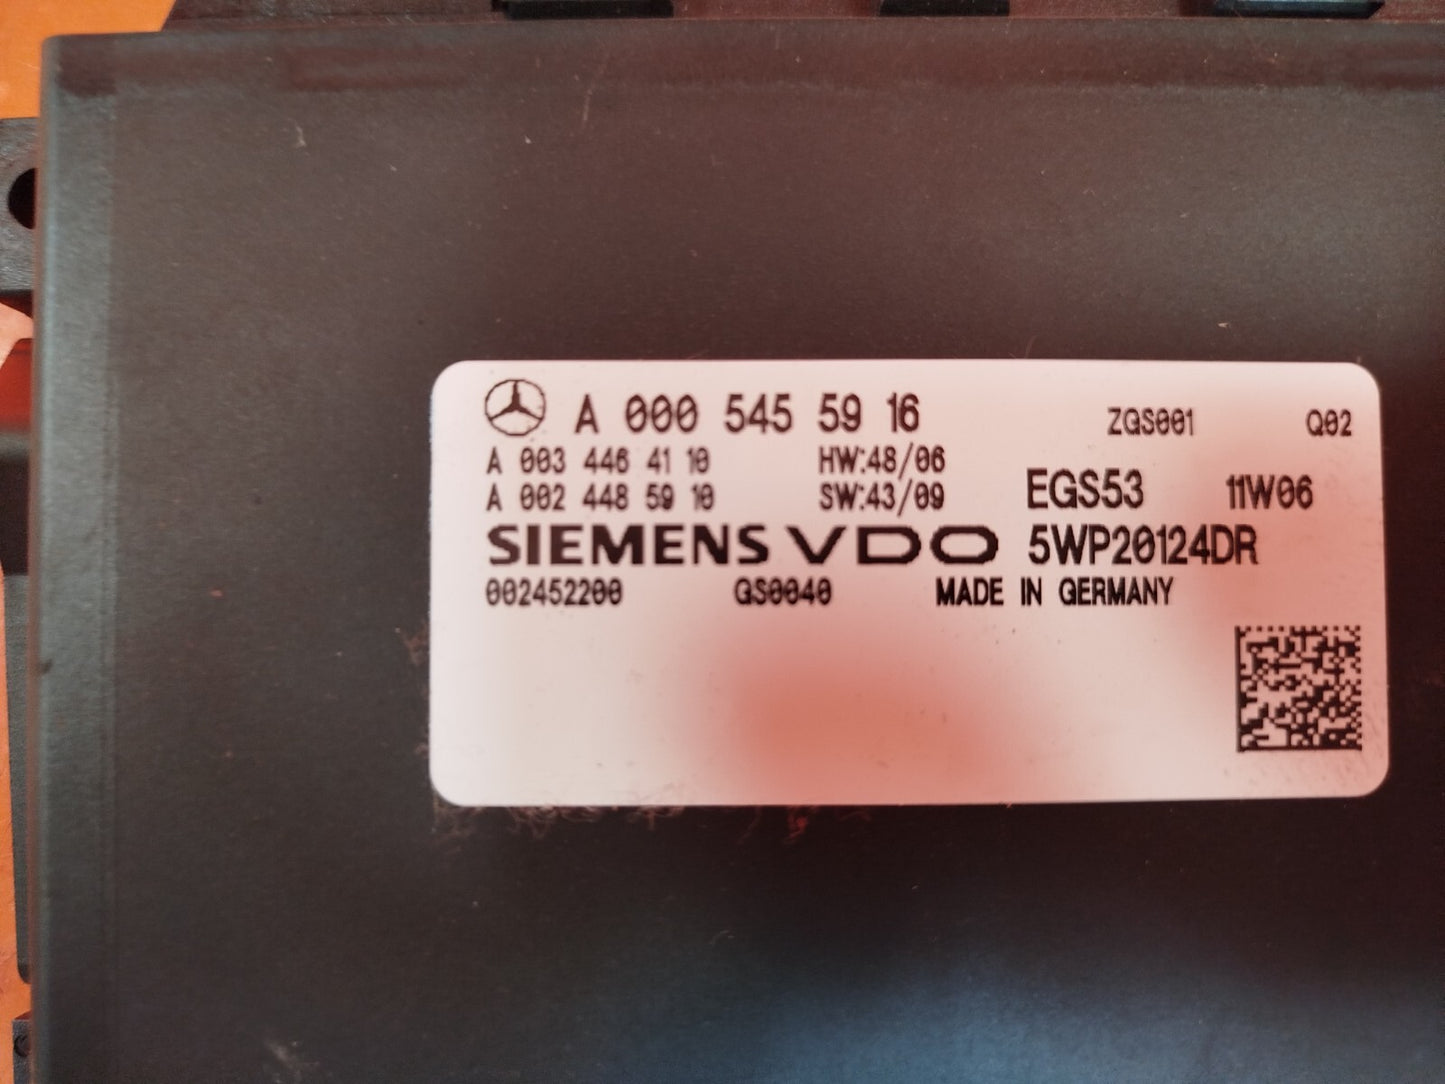 A 000 545 59 16 ZGS001 Q02
A 003 446 41 10 HW:48/06
A 002 448 59 10 SW:43/09 EGS53 11W06
SIEMENS VDO 5WP20124DR
002452200 GS0040 MADE IN GERMANY